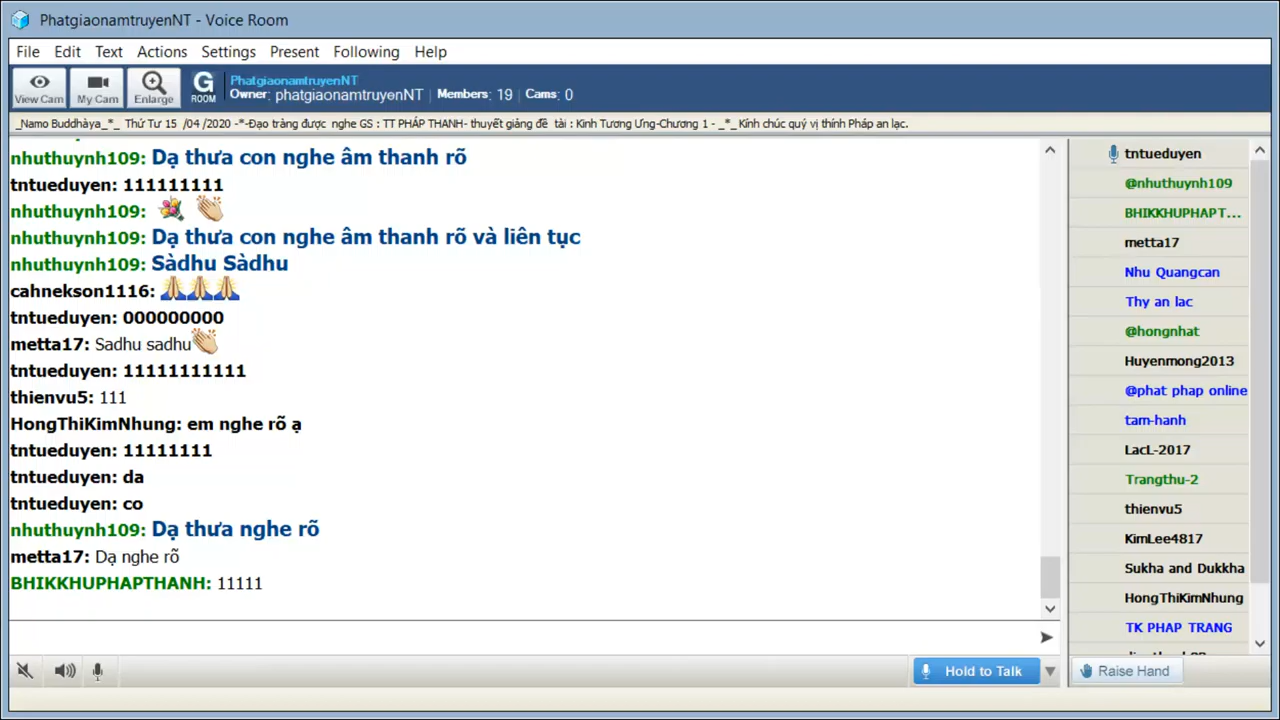 PhatgiaonamtruyenNT - Voice Room
File Edit Text Actions Settings Present Following Help
View Cam My Cam Enlarge G ROOM
PhatgiaonamtruyenNT
Owner: phatgiaonamtruyenNT Members: 19 Cams: 0
_Namo Buddhàya_*_ Thứ Tư 15 /04 /2020 -*-Đạo tràng được nghe GS : TT PHÁP THANH- thuyết giảng đề tài : Kinh Tương Ưng-Chương 1 - _*_ Kính chúc quý vị thính Pháp an lạc.
nhuthuynh109: Dạ thưa con nghe âm thanh rõ
tntueduyen: 111111111
nhuthuynh109:
nhuthuynh109: Dạ thưa con nghe âm thanh rõ và liên tục
nhuthuynh109: Sàdhu Sàdhu
cahnekson1116:
tntueduyen: 000000000
metta17: Sadhu sadhu
tntueduyen: 11111111111
thienvu5: 111
HongThiKimNhung: em nghe rõ ạ
tntueduyen: 11111111
tntueduyen: da
tntueduyen: co
nhuthuynh109: Dạ thưa nghe rõ
metta17: Dạ nghe rõ
BHIKKHUPHAPTHANH: 11111
tntueduyen
@nhuthuynh109
BHIKKHUPHAPT...
metta17
Nhu Quangcan
Thy an lac
@hongnhat
Huyenmong2013
@phat phap online
tam-hanh
LacL-2017
Trangthu-2
thienvu5
KimLee4817
Sukha and Dukkha
HongThiKimNhung
TK PHAP TRANG
Hold to Talk
Raise Hand